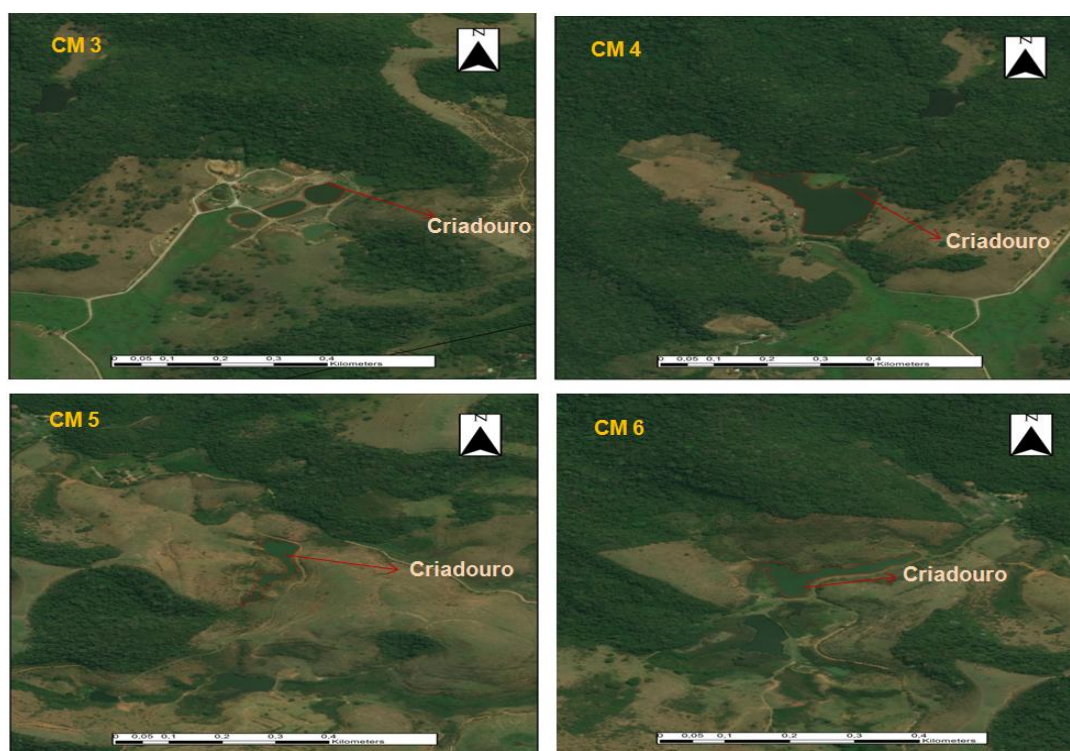 CM 3
N
Criadouro
0 0,05 0,1 0,2 0,3 0,4
Kilometers
CM 4
N
Criadouro
0 0,05 0,1 0,2 0,3 0,4
Kilometers
CM 5
N
Criadouro
0 0,05 0,1 0,2 0,3 0,4
Kilometers
CM 6
N
Criadouro
0 0,05 0,1 0,2 0,3 0,4
Kilometers